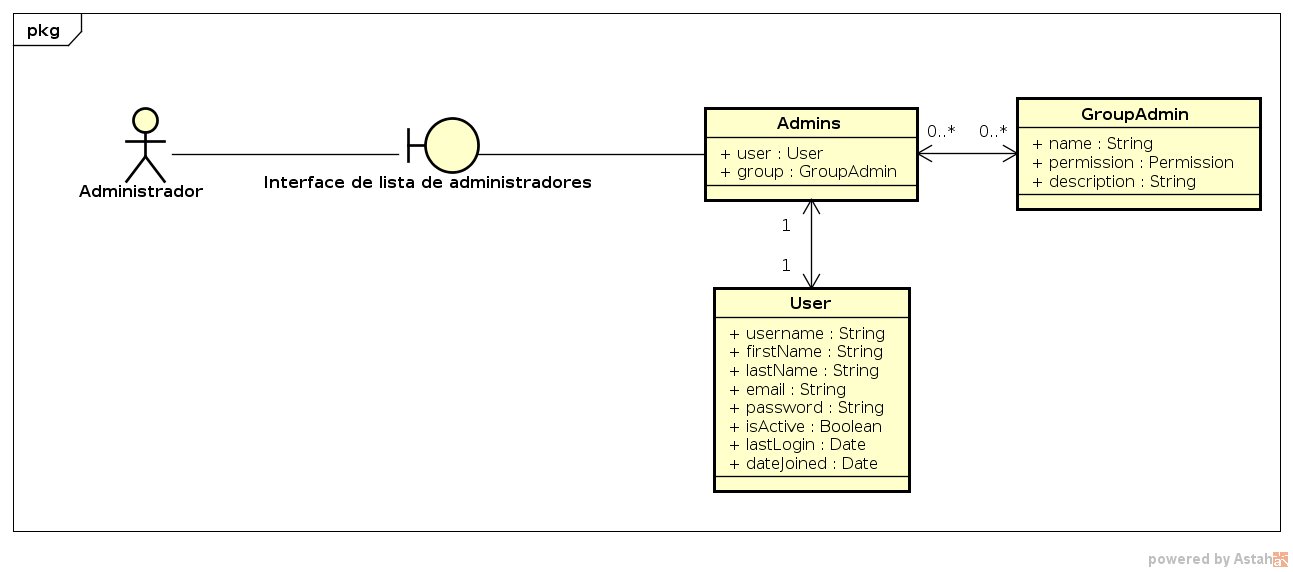 pkg
Administrador
Interface de lista de administradores
Admins
+ user : User
+ group : GroupAdmin
0..*
0..*
GroupAdmin
+ name : String
+ permission : Permission
+ description : String
1
1
User
+ username : String
+ firstName : String
+ lastName : String
+ email : String
+ password : String
+ isActive : Boolean
+ lastLogin : Date
+ dateJoined : Date
powered by Astah